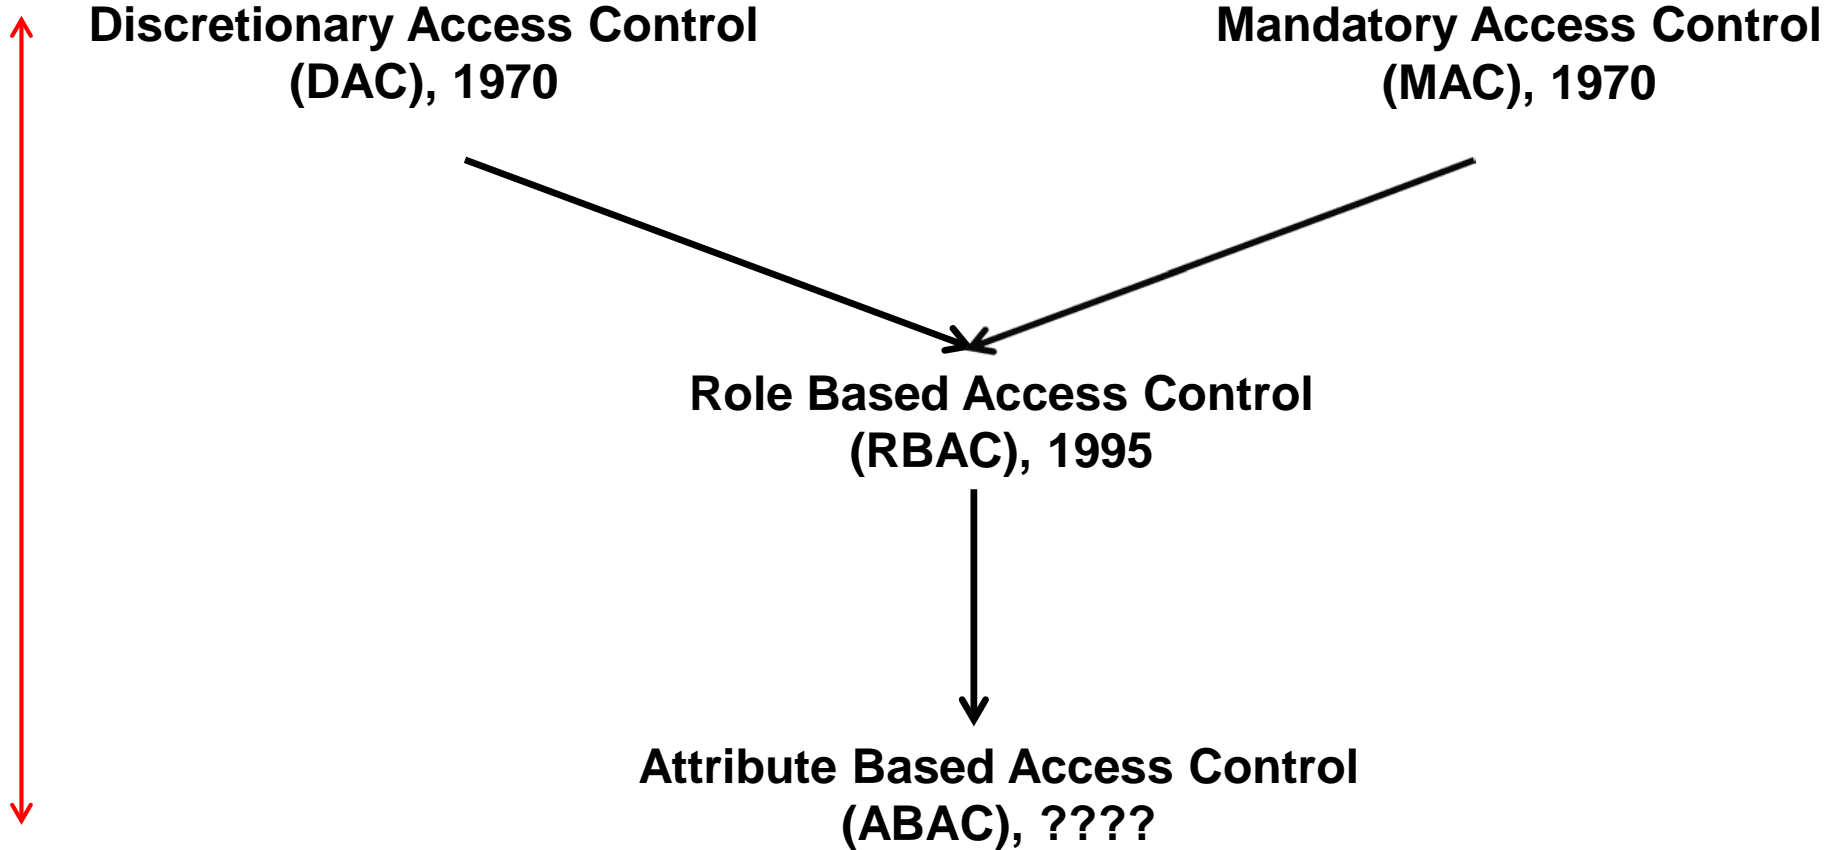 Discretionary Access Control
(DAC), 1970
Mandatory Access Control
(MAC), 1970
Role Based Access Control
(RBAC), 1995
Attribute Based Access Control
(ABAC), ????